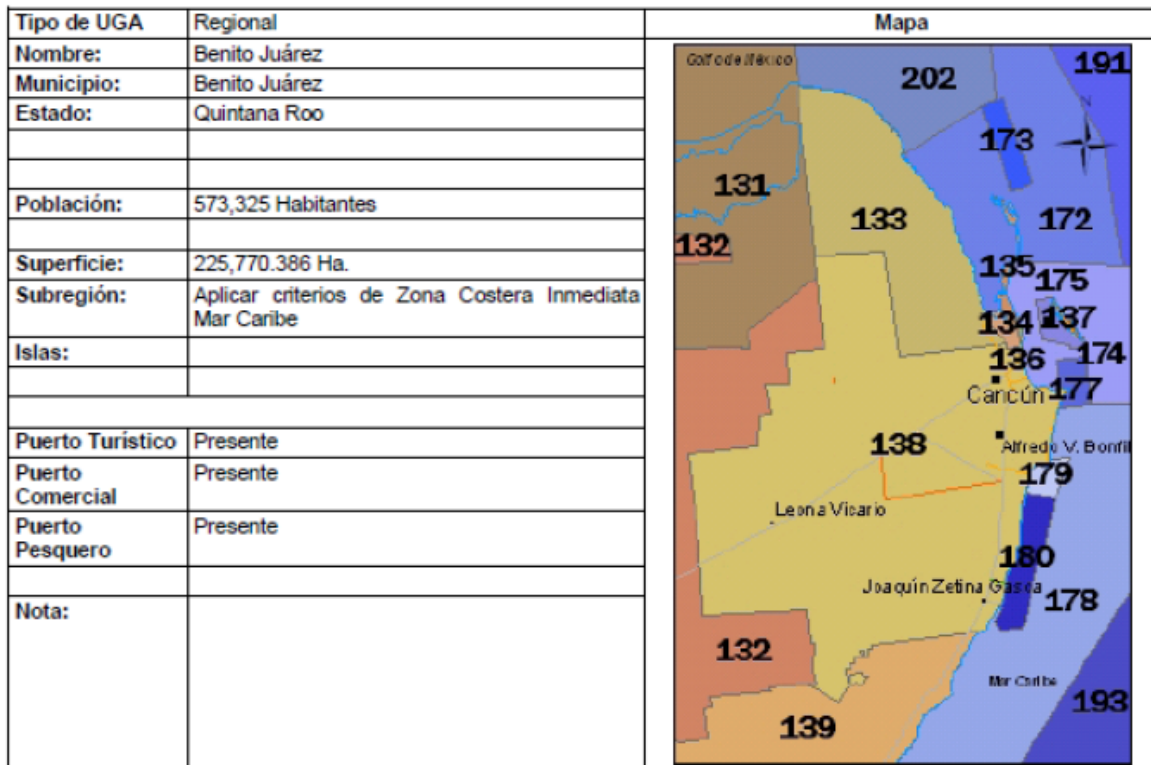 Tipo de UGA Regional Mapa
Nombre: Benito Juárez
Municipio: Benito Juárez
Estado: Quintana Roo
Población: 573,325 Habitantes
Superficie: 225,770.386 Ha.
Subregión: Aplicar criterios de Zona Costera Inmediata
Mar Caribe
Islas:
Puerto Turístico Presente
Puerto Presente
Comercial
Puerto Presente
Pesquero
Nota:
Golfo de México
191
202
N
173
131
133
172
132
135
175
134
137
136
174
177
Cancún
138
Alfredo V. Bonfil
179
Leona Vicario
180
Joaquín Zetina Gasca
178
132
Mar Caribe
193
139